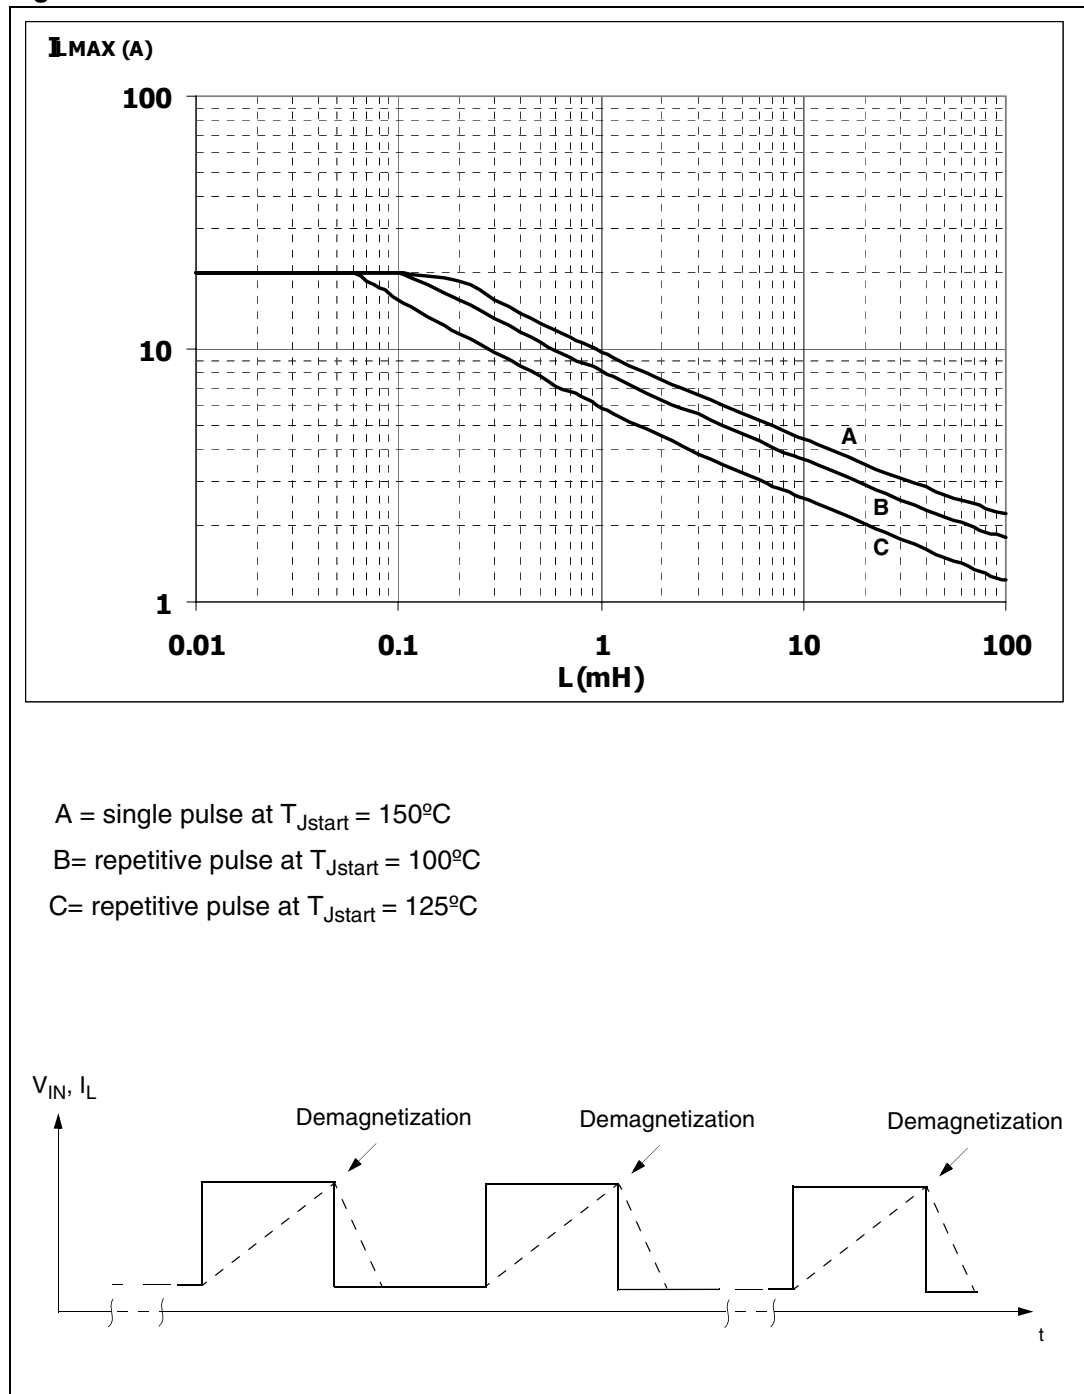 ILMAX (A)
100
10
1
A
B
C
0.01 0.1 1 10 100
L(mH)
A = single pulse at TJstart = 150ºC
B= repetitive pulse at TJstart = 100ºC
C= repetitive pulse at TJstart = 125ºC
VIN, IL
Demagnetization Demagnetization Demagnetization
t